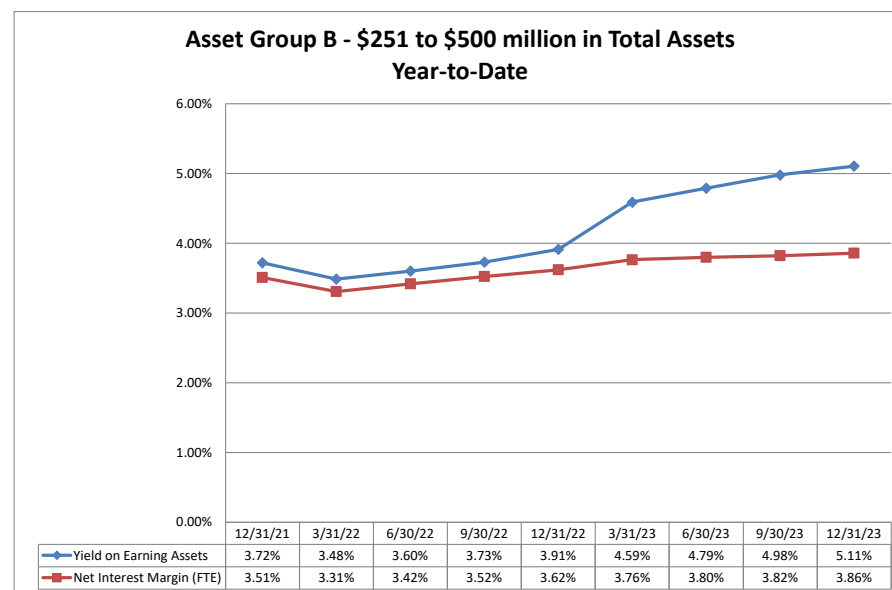 Asset Group B - $251 to $500 million in Total Assets
Year-to-Date
6.00%
5.00%
4.00%
3.00%
2.00%
1.00%
0.00%
12/31/21 3/31/22 6/30/22 9/30/22 12/31/22 3/31/23 6/30/23 9/30/23 12/31/23
Yield on Earning Assets 3.72% 3.48% 3.60% 3.73% 3.91% 4.59% 4.79% 4.98% 5.11%
Net Interest Margin (FTE) 3.51% 3.31% 3.42% 3.52% 3.62% 3.76% 3.80% 3.82% 3.86%